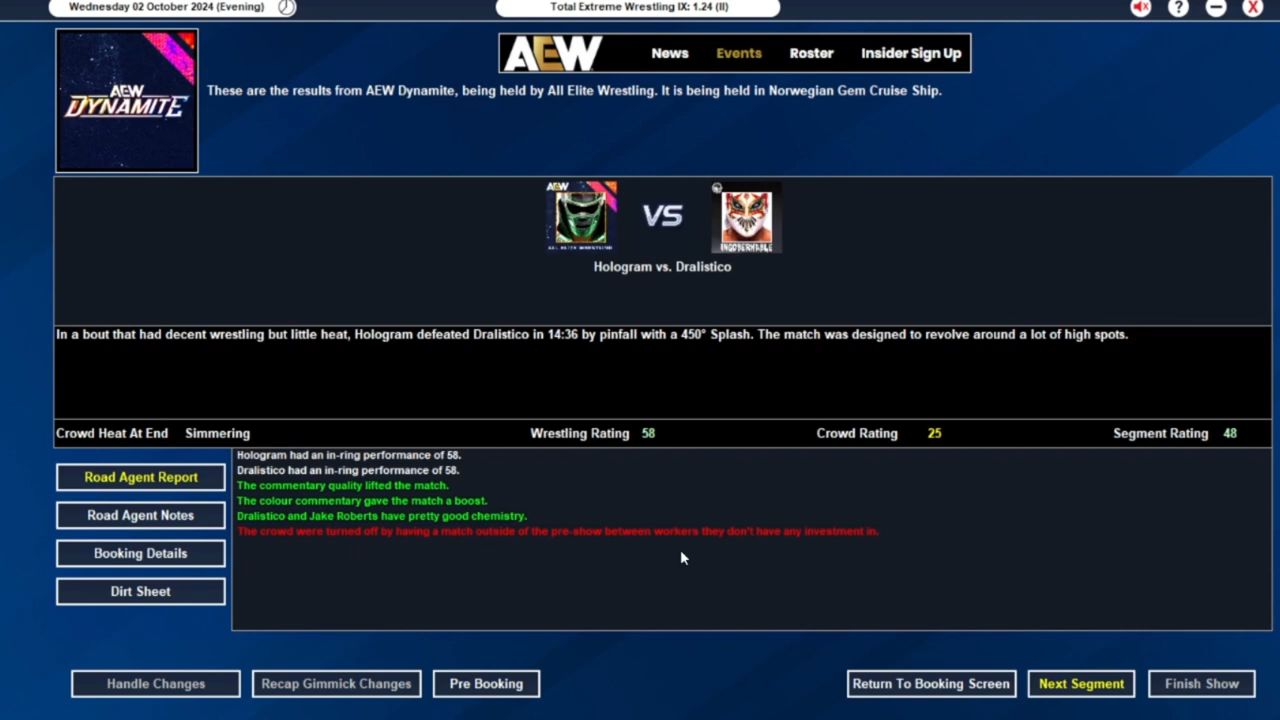 Wednesday 02 October 2024 (Evening)
Total Extreme Wrestling IX: 1.24 (II)
AEW
News
Events
Roster
Insider Sign Up
AEW
DYNAMITE
These are the results from AEW Dynamite, being held by All Elite Wrestling. It is being held in Norwegian Gem Cruise Ship.
AEW
ALL ELITE WRESTLING
VS
INGOBERNABLE
Hologram vs. Dralistico
In a bout that had decent wrestling but little heat, Hologram defeated Dralistico in 14:36 by pinfall with a 450° Splash. The match was designed to revolve around a lot of high spots.
Crowd Heat At End Simmering
Wrestling Rating 58
Crowd Rating 25
Segment Rating 48
Road Agent Report
Road Agent Notes
Booking Details
Dirt Sheet
Hologram had an in-ring performance of 58.
Dralistico had an in-ring performance of 58.
The commentary quality lifted the match.
The colour commentary gave the match a boost.
Dralistico and Jake Roberts have pretty good chemistry.
The crowd were turned off by having a match outside of the pre-show between workers they don't have any investment in.
Handle Changes
Recap Gimmick Changes
Pre Booking
Return To Booking Screen
Next Segment
Finish Show